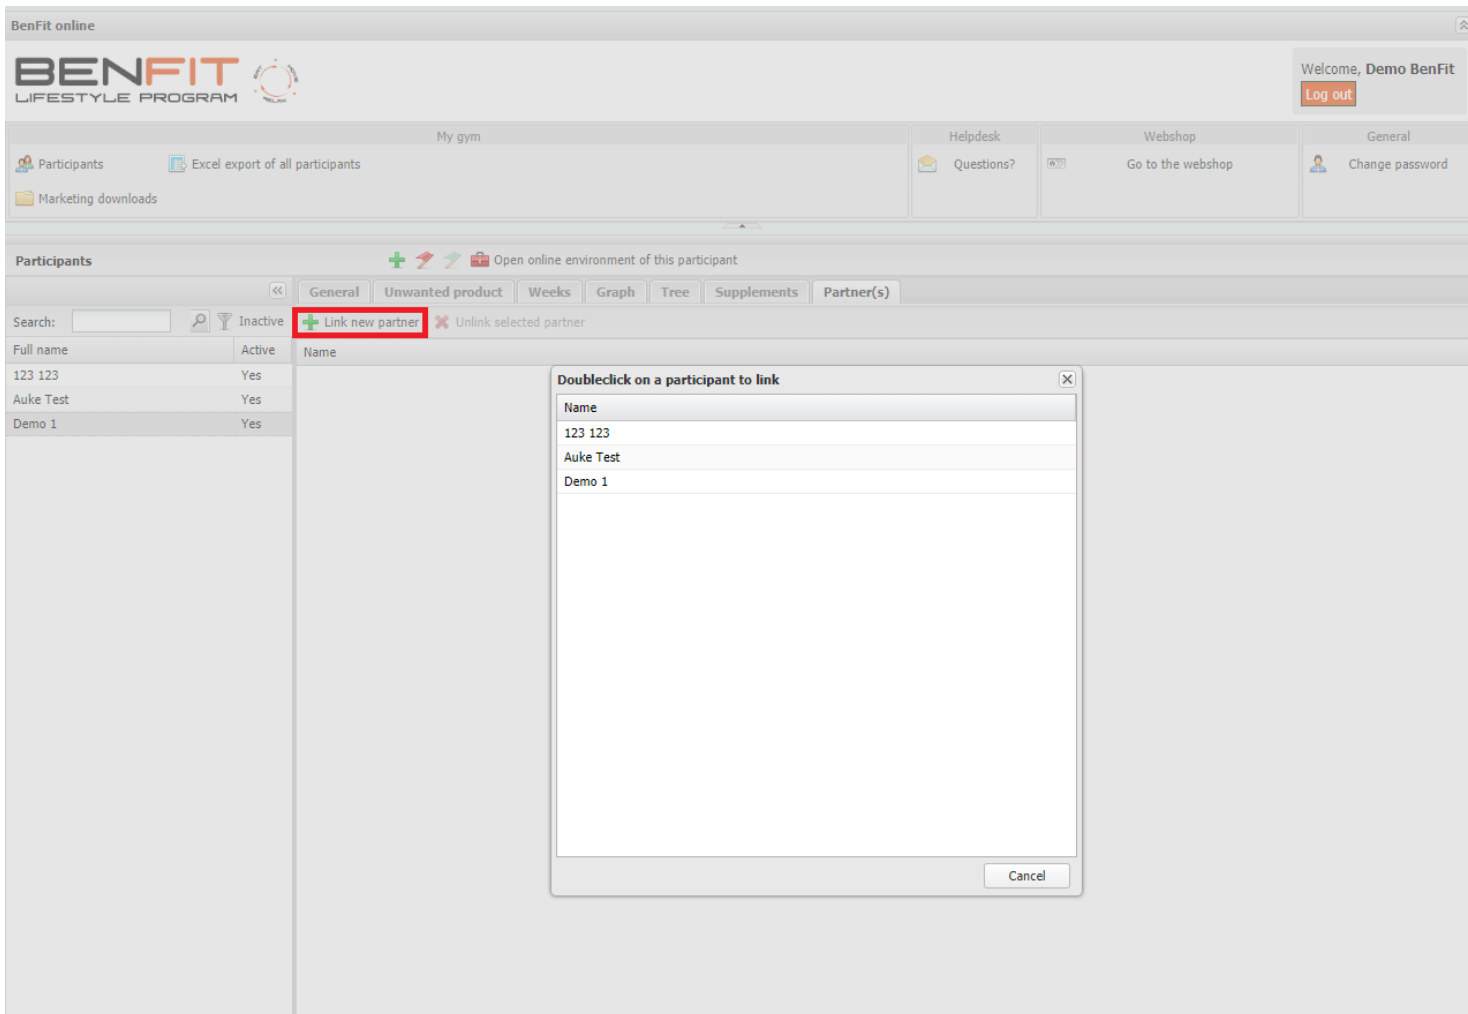 BenFit online
BENFIT
LIFESTYLE PROGRAM
Welcome, Demo BenFit
Log out
My gym
Helpdesk
Webshop
General
Participants
Excel export of all participants
Questions?
Go to the webshop
Change password
Marketing downloads
Participants
Open online environment of this participant
General
Unwanted product
Weeks
Graph
Tree
Supplements
Partner(s)
Search:
Inactive
Link new partner
Unlink selected partner
Full name
Active
Name
123 123
Yes
Auke Test
Yes
Demo 1
Yes
Doubleclick on a participant to link
Name
123 123
Auke Test
Demo 1
Cancel